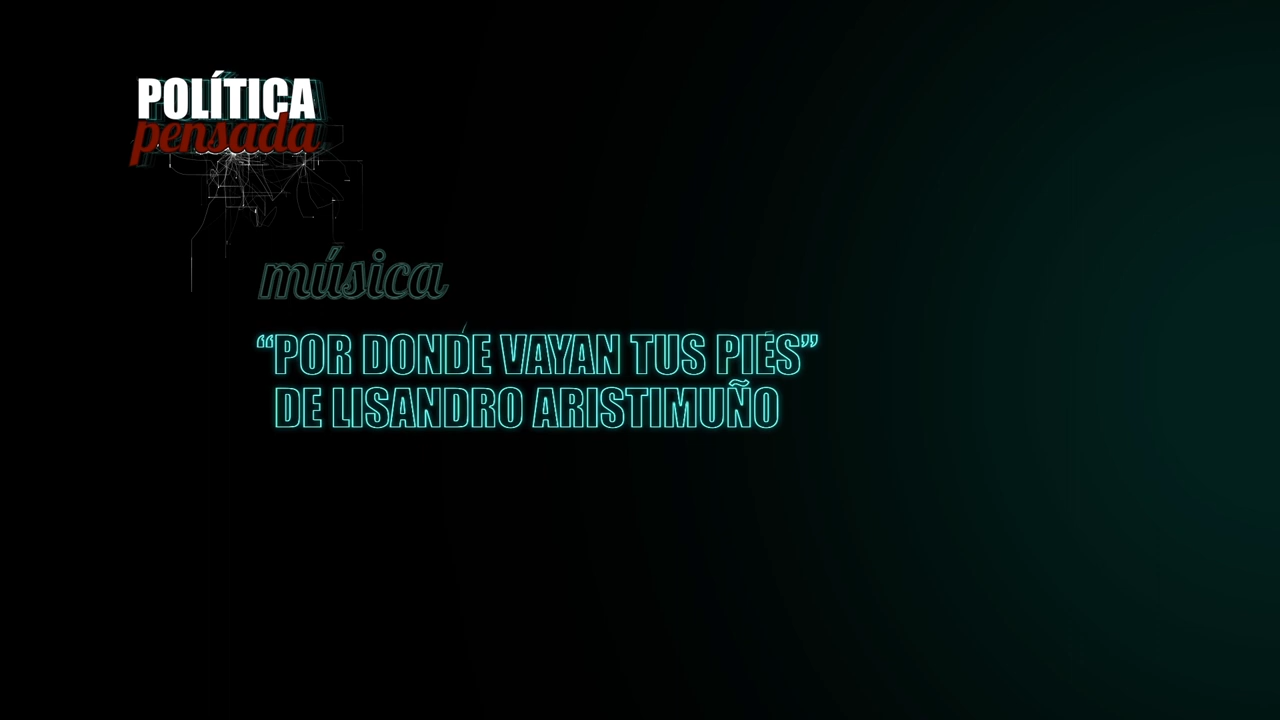 POLÍTICA
pensada
música
“POR DONDE VAYAN TUS PIES”
DE LISANDRO ARISTIMUÑO